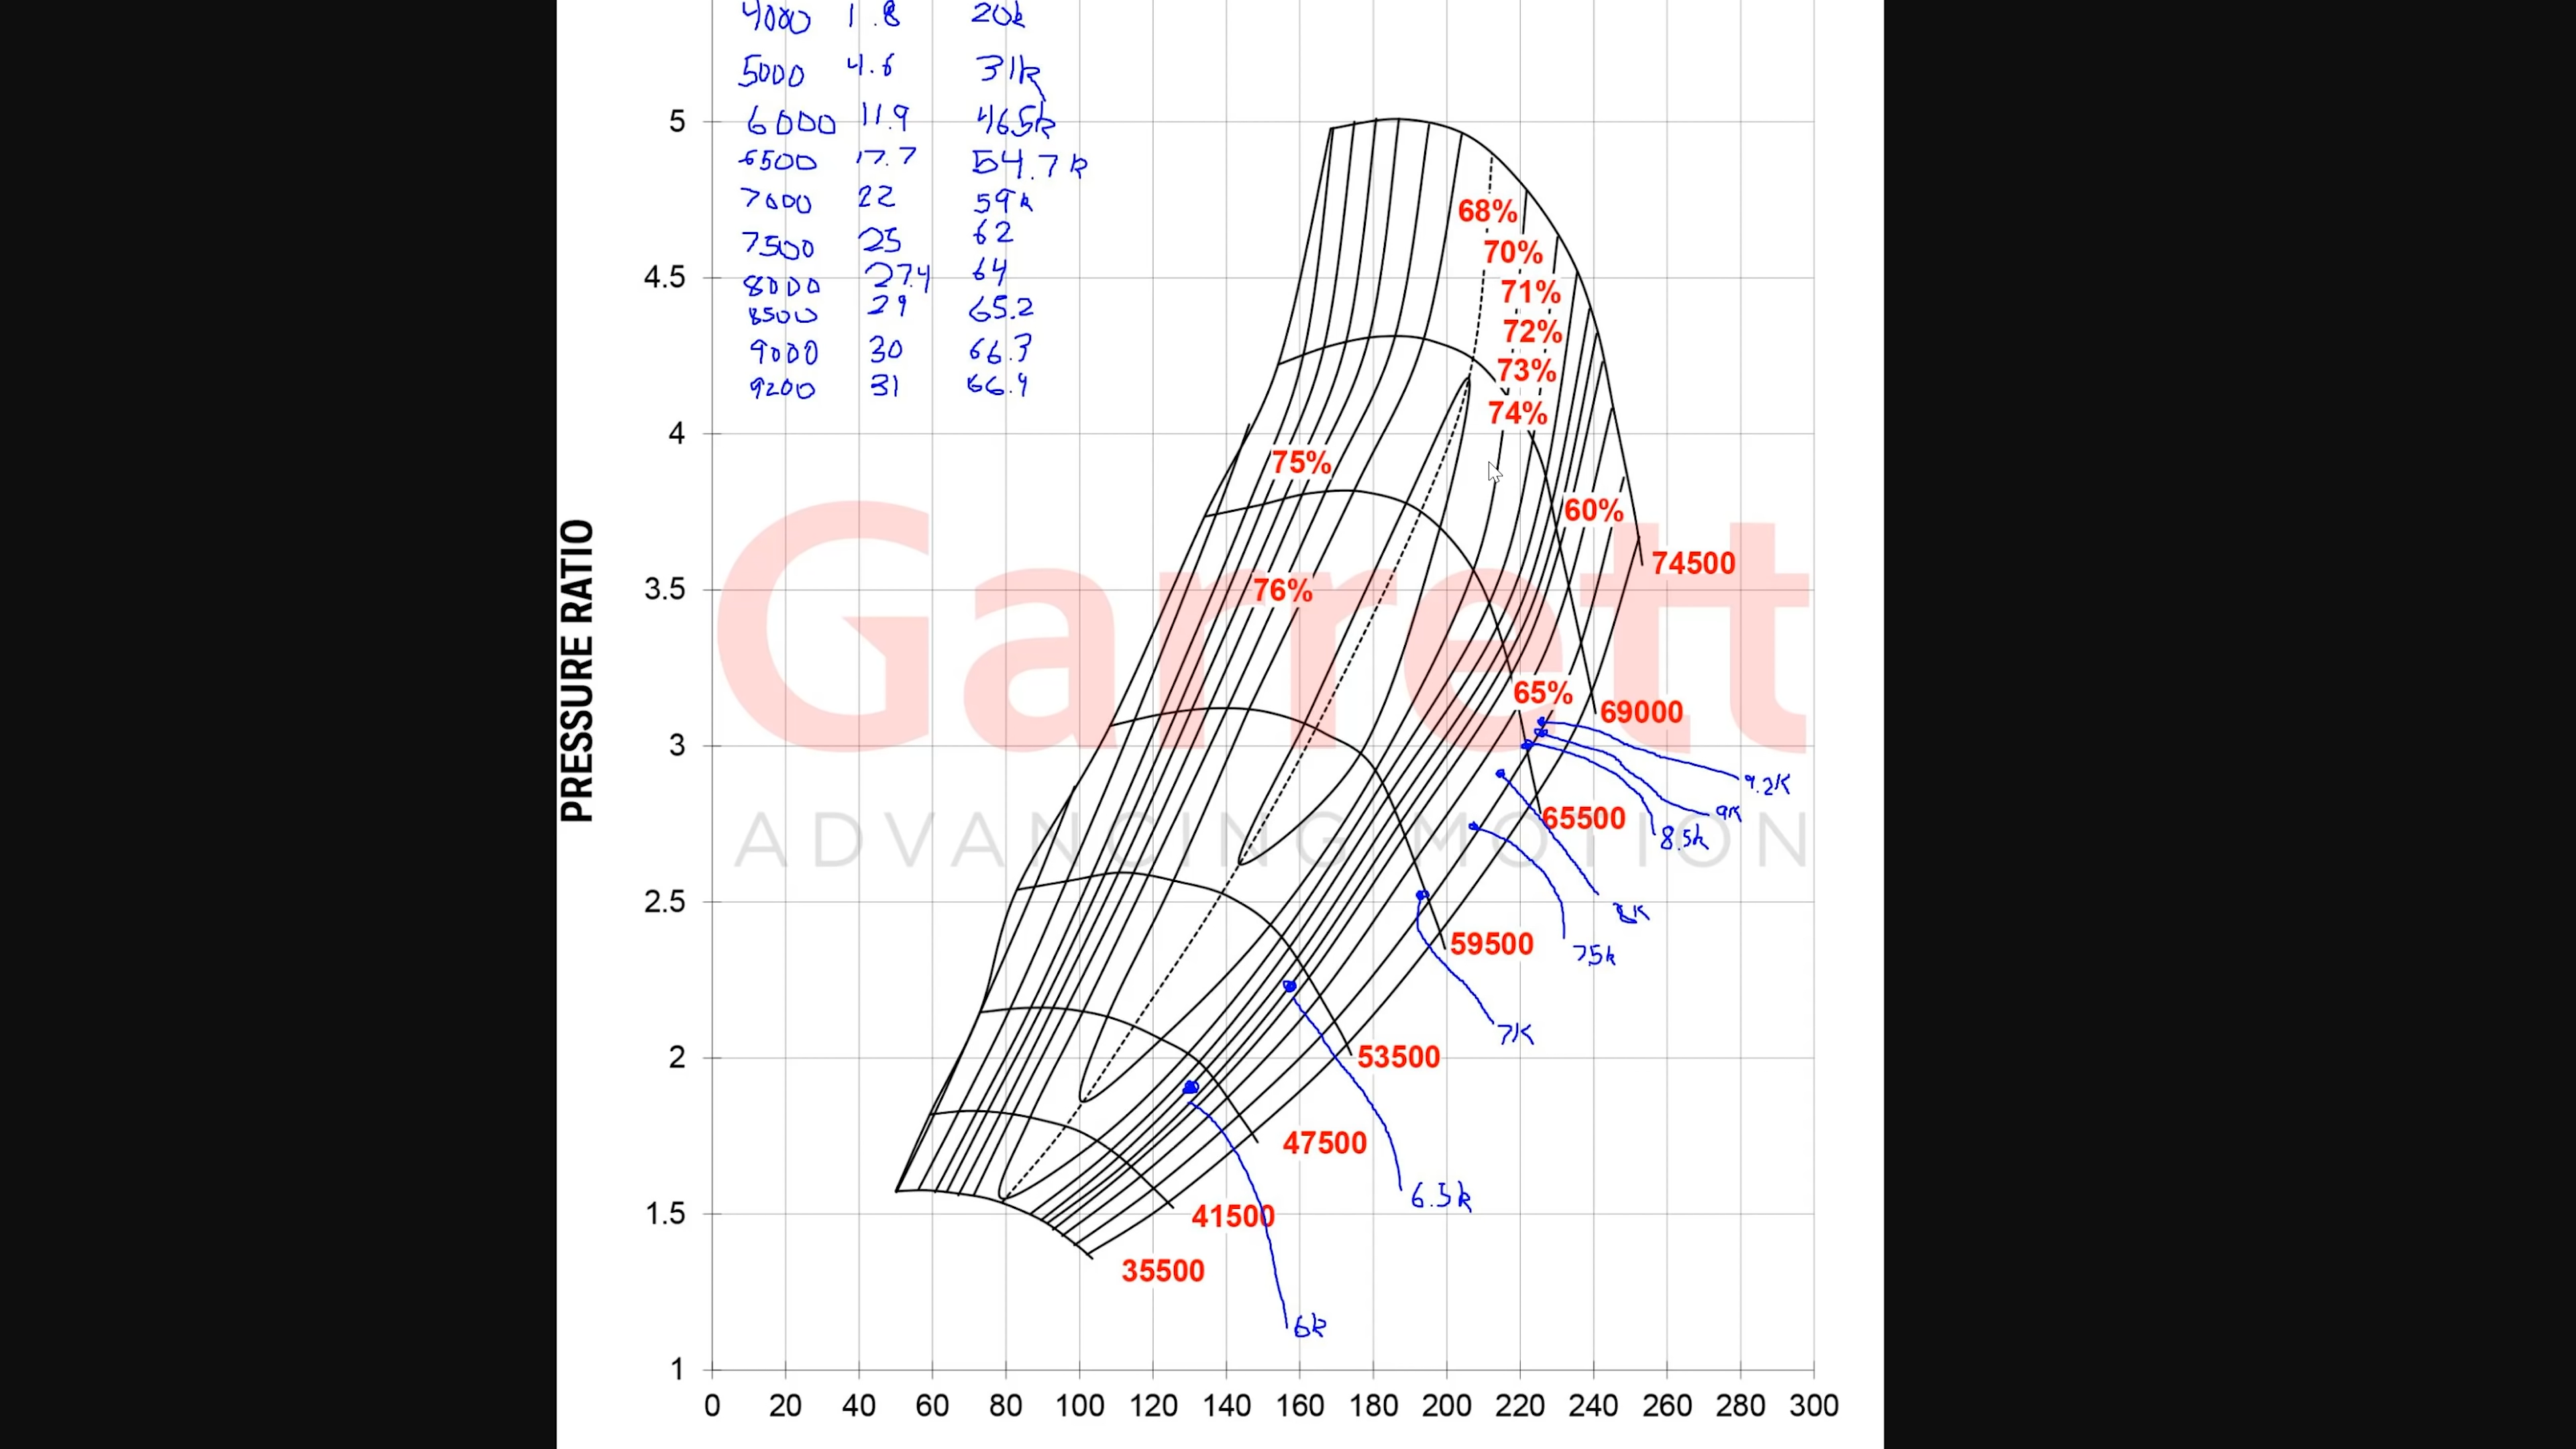 4000 1.8 20k
5000 4.6 31k
6000 11.9 46.5k
6500 17.7 54.7k
7000 22 59k
7500 25 62
8000 27.4 64
8500 29 65.2
9000 30 66.3
9200 31 66.9
PRESSURE RATIO
5
4.5
4
3.5
3
2.5
2
1.5
1
68%
70%
71%
72%
73%
74%
75%
60%
76%
65%
74500
69000
65500
59500
53500
47500
41500
35500
Garrett
ADVANCING MOTION
9.2K
9K
8.5k
8K
75k
7K
6.5k
6k
0 20 40 60 80 100 120 140 160 180 200 220 240 260 280 300